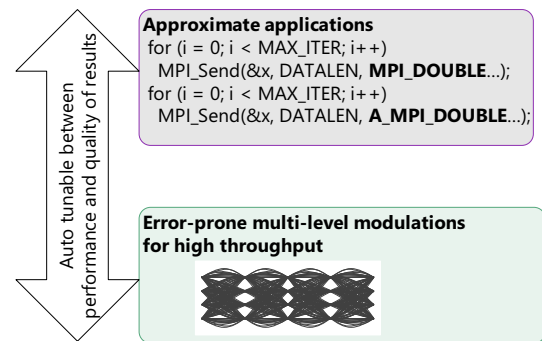 Auto tunable between
performance and quality of results
Approximate applications
for (i = 0; i < MAX_ITER; i++)
MPI_Send(&x, DATALEN, MPI_DOUBLE...);
for (i = 0; i < MAX_ITER; i++)
MPI_Send(&x, DATALEN, A_MPI_DOUBLE...);
Error-prone multi-level modulations
for high throughput